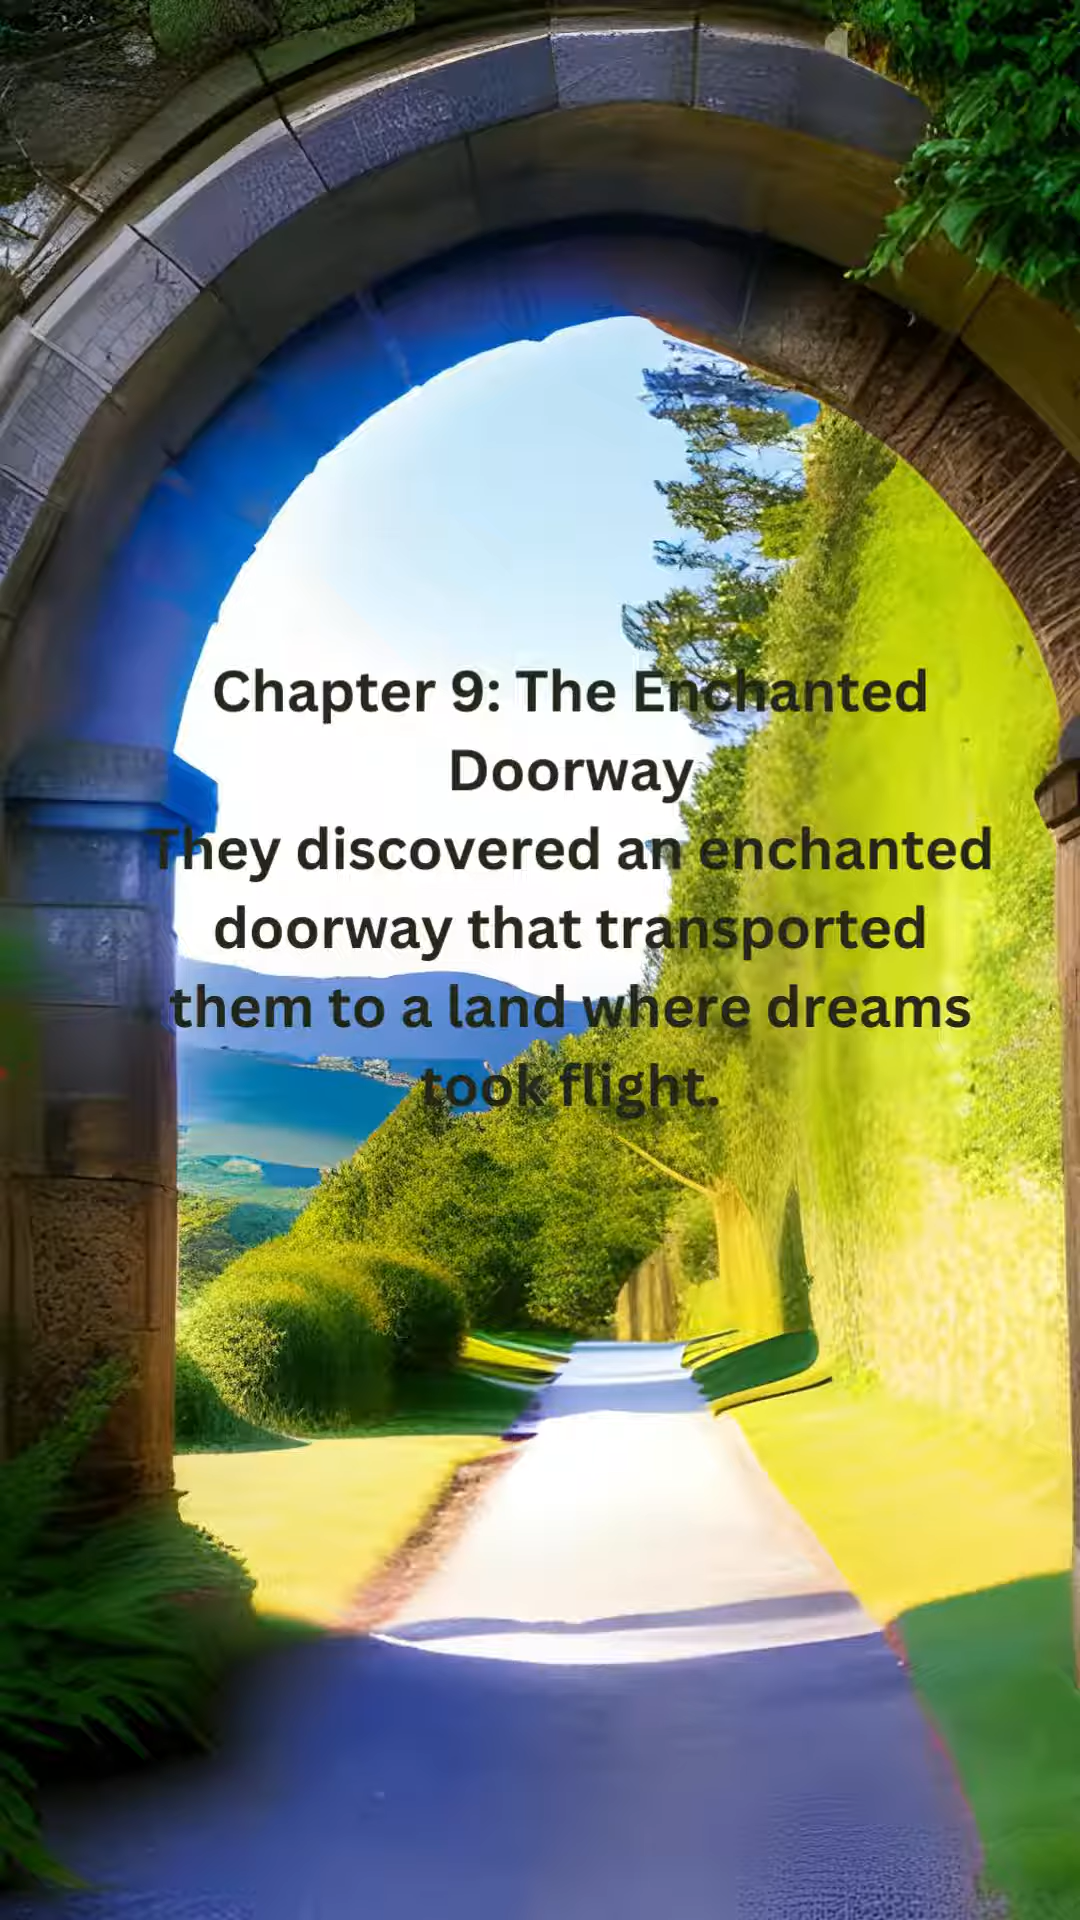 Chapter 9: The Enchanted
Doorway
They discovered an enchanted
doorway that transported
them to a land where dreams
took flight.